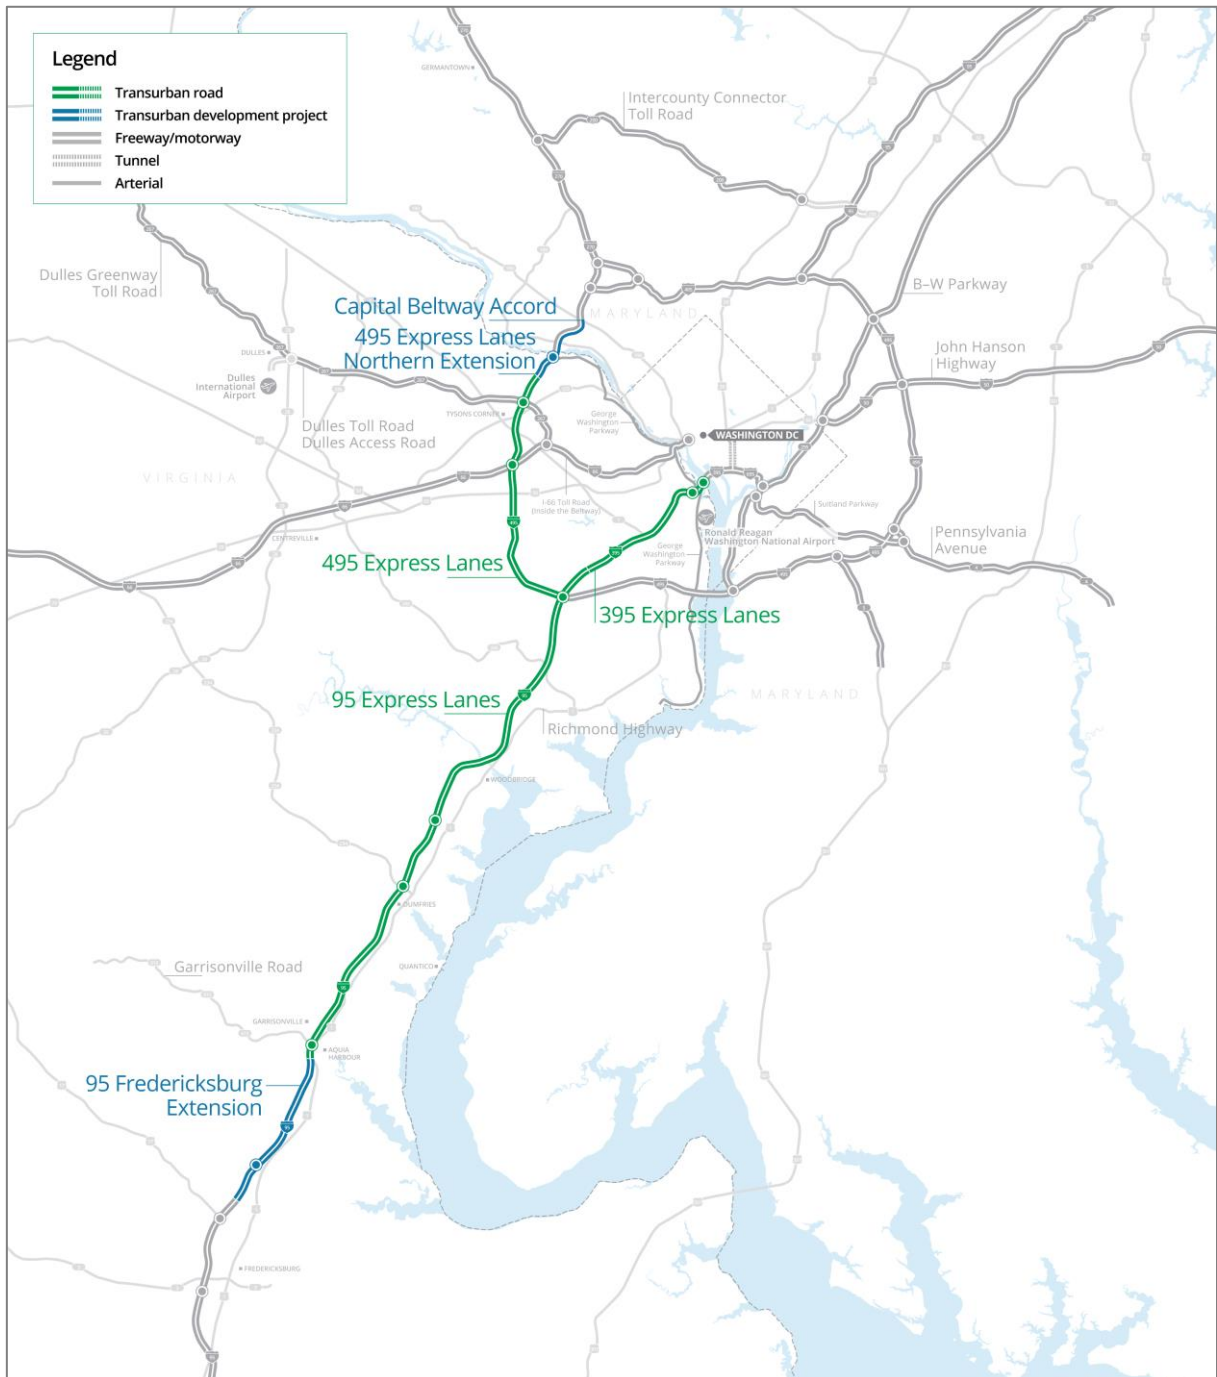 Legend
Transurban road
Transurban development project
Freeway/motorway
Tunnel
Arterial
GERMANTOWN
Intercounty Connector
Toll Road
Dulles Greenway
Toll Road
Capital Beltway Accord
MARYLAND
B–W Parkway
495 Express Lanes
Northern Extension
John Hanson
Highway
DULLES
Dulles
International
Airport
TYSONS CORNER
George
Washington
Parkway
Dulles Toll Road
Dulles Access Road
WASHINGTON DC
VIRGINIA
I-66 Toll Road
(Inside the Beltway)
Suitland Parkway
CENTREVILLE
Ronald Reagan
Washington National Airport
Pennsylvania
Avenue
George
Washington
Parkway
495 Express Lanes
395 Express Lanes
95 Express Lanes
MARYLAND
Richmond Highway
WOODBRIDGE
DUMFRIES
QUANTICO
Garrisonville Road
GARRISONVILLE
AQUIA
HARBOUR
95 Fredericksburg
Extension
FREDERICKSBURG